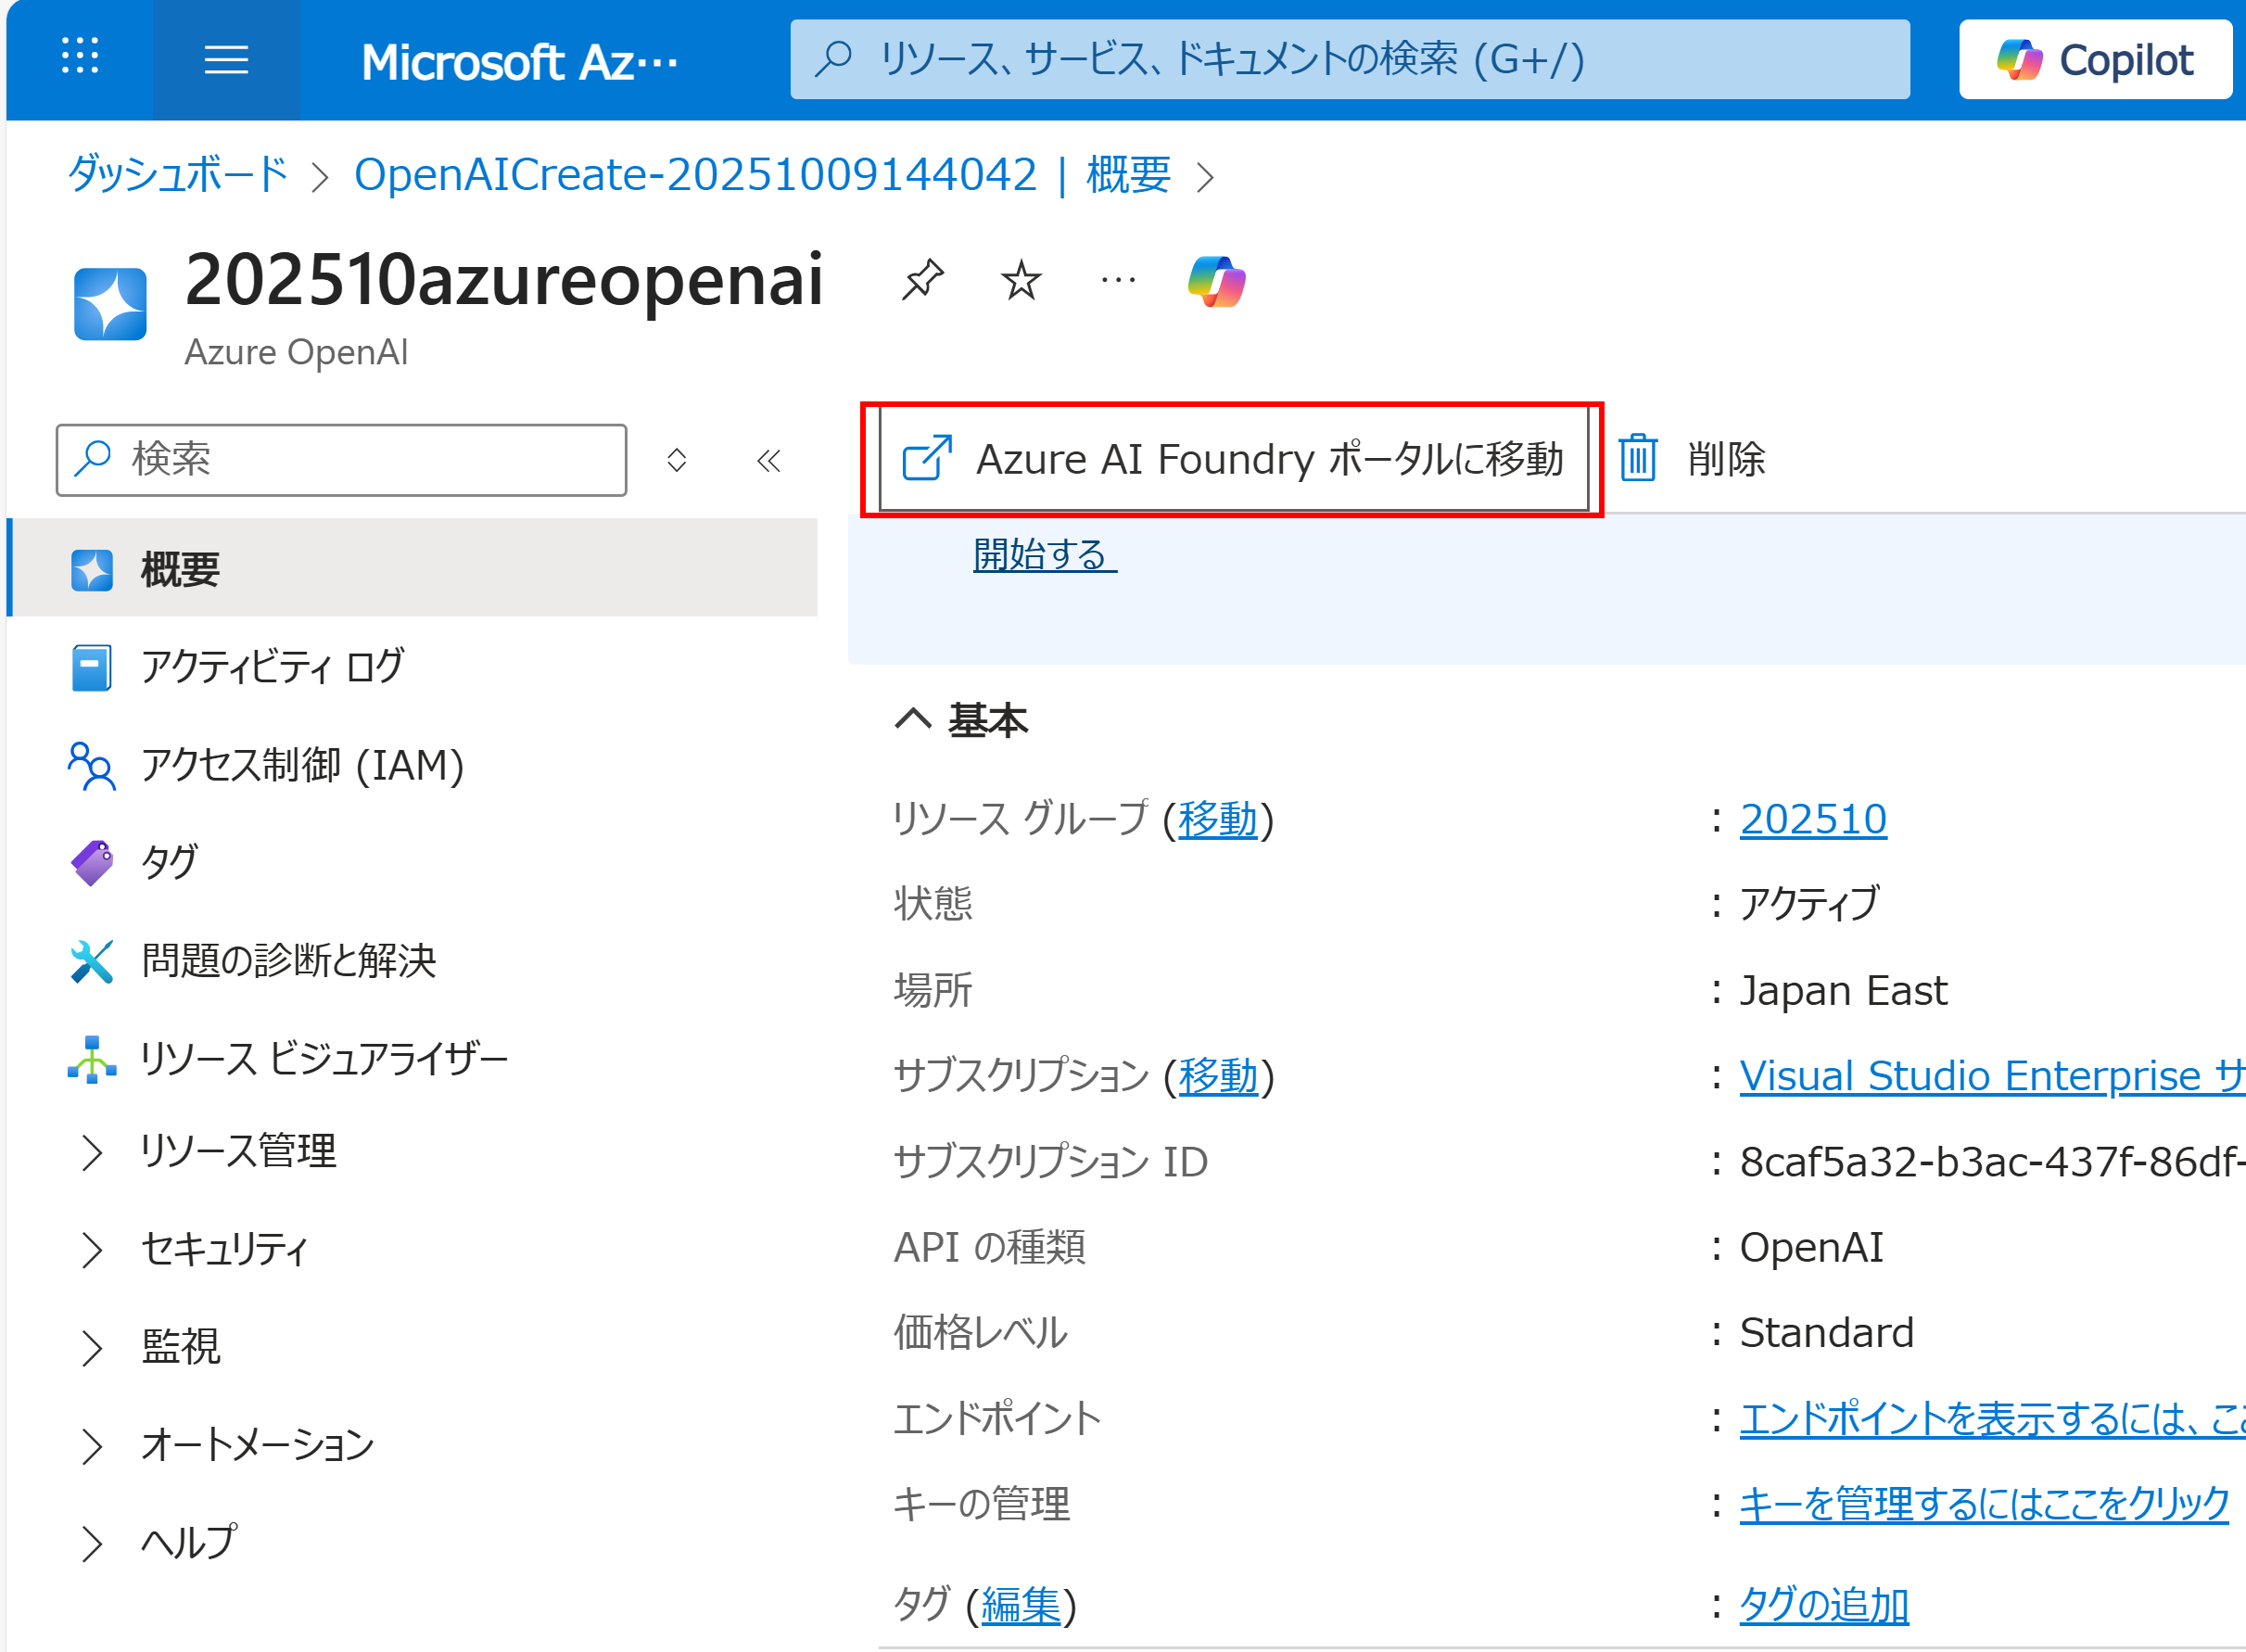 Microsoft Az…
リソース、サービス、ドキュメントの検索 (G+/)
Copilot
ダッシュボード > OpenAICreate-20251009144042 | 概要 >
202510azureopenai
Azure OpenAI
検索
概要
アクティビティ ログ
アクセス制御 (IAM)
タグ
問題の診断と解決
リソース ビジュアライザー
リソース管理
セキュリティ
監視
オートメーション
ヘルプ
Azure AI Foundry ポータルに移動
削除
開始する
基本
リソース グループ (移動) : 202510
状態 : アクティブ
場所 : Japan East
サブスクリプション (移動) : Visual Studio Enterprise サ
サブスクリプション ID : 8caf5a32-b3ac-437f-86df-
API の種類 : OpenAI
価格レベル : Standard
エンドポイント : エンドポイントを表示するには、ここ
キーの管理 : キーを管理するにはここをクリック
タグ (編集) : タグの追加